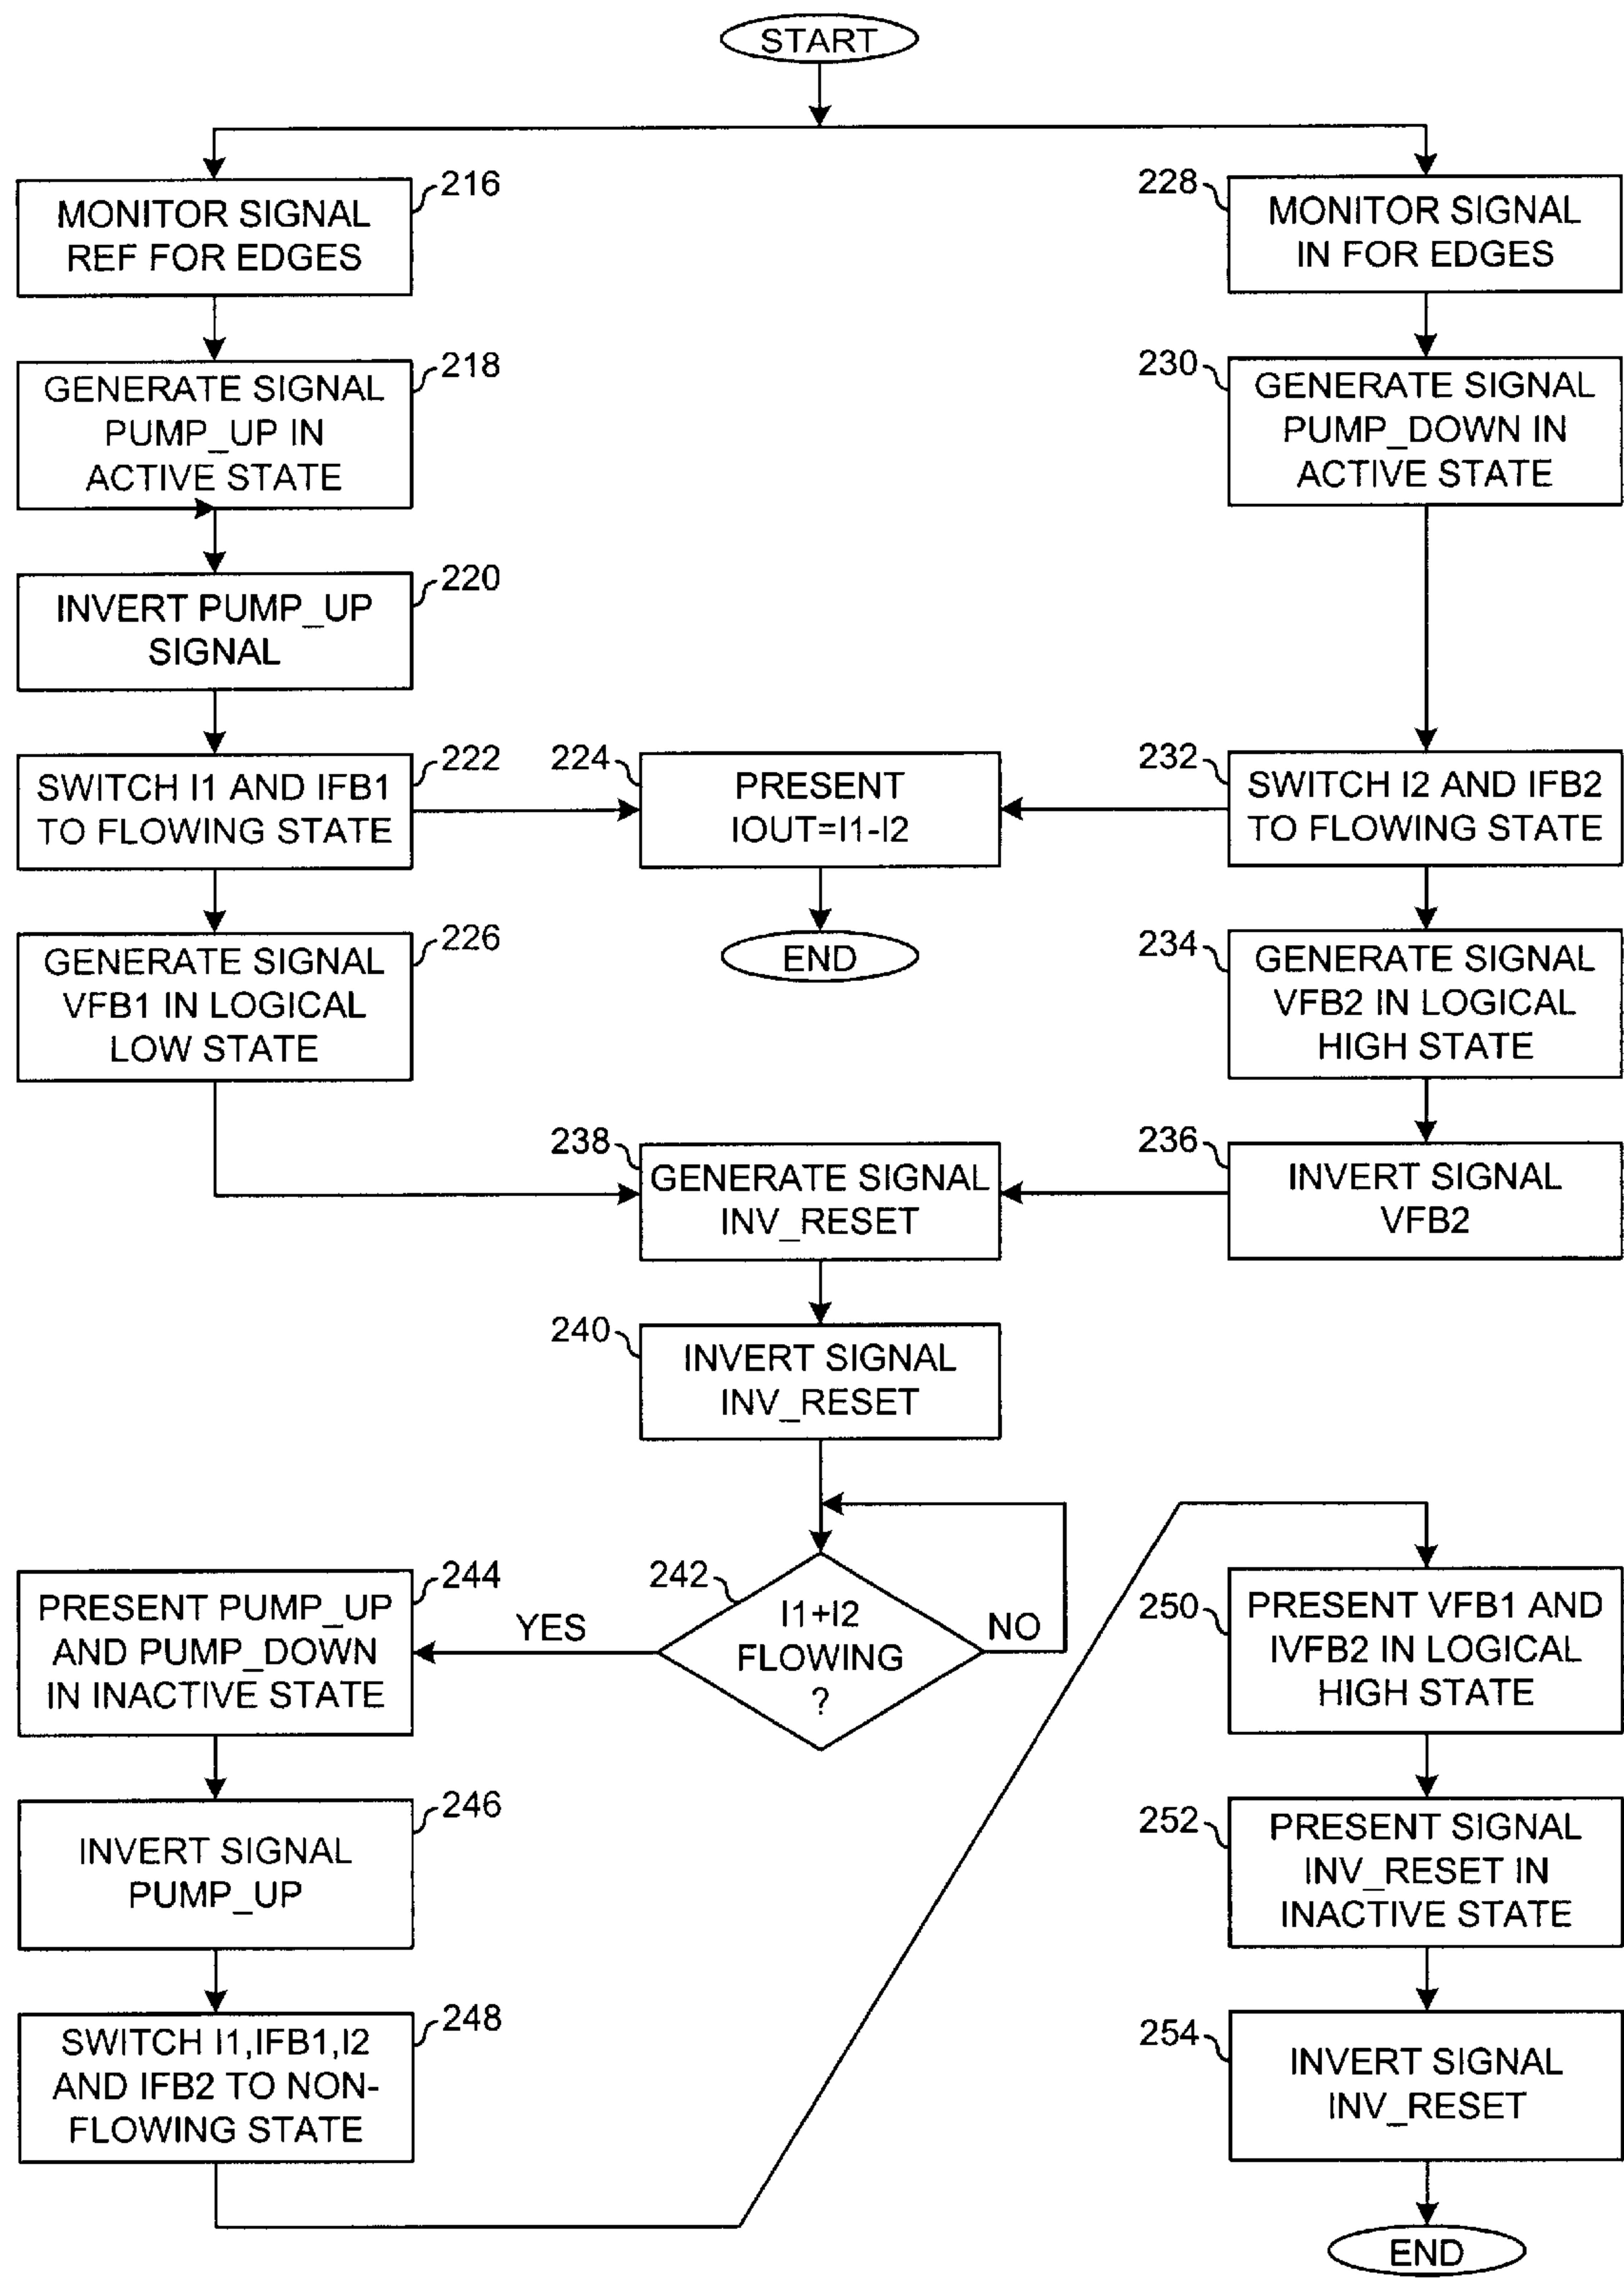 START
216
MONITOR SIGNAL
REF FOR EDGES
228
MONITOR SIGNAL
IN FOR EDGES
218
GENERATE SIGNAL
PUMP_UP IN
ACTIVE STATE
230
GENERATE SIGNAL
PUMP_DOWN IN
ACTIVE STATE
220
INVERT PUMP_UP
SIGNAL
222
SWITCH I1 AND IFB1
TO FLOWING STATE
224
PRESENT
IOUT=I1-I2
232
SWITCH I2 AND IFB2
TO FLOWING STATE
226
GENERATE SIGNAL
VFB1 IN LOGICAL
LOW STATE
END
234
GENERATE SIGNAL
VFB2 IN LOGICAL
HIGH STATE
238
GENERATE SIGNAL
INV_RESET
236
INVERT SIGNAL
VFB2
240
INVERT SIGNAL
INV_RESET
242
I1+I2
FLOWING
?
YES
NO
244
PRESENT PUMP_UP
AND PUMP_DOWN
IN INACTIVE STATE
246
INVERT SIGNAL
PUMP_UP
248
SWITCH I1,IFB1,I2
AND IFB2 TO NON-
FLOWING STATE
250
PRESENT VFB1 AND
IVFB2 IN LOGICAL
HIGH STATE
252
PRESENT SIGNAL
INV_RESET IN
INACTIVE STATE
254
INVERT SIGNAL
INV_RESET
END